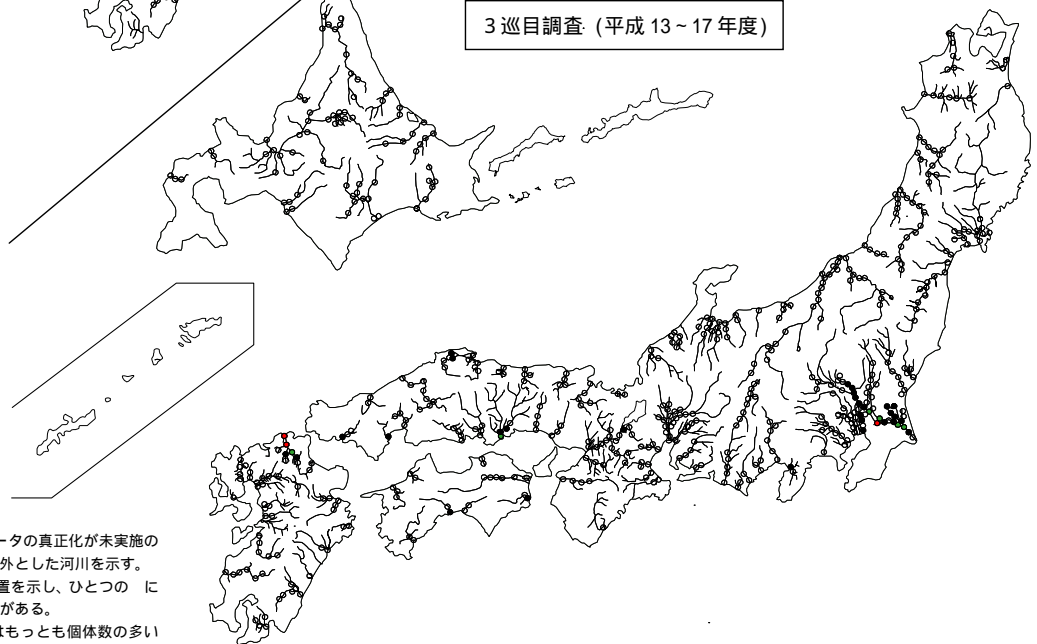 3巡目調査 (平成 13～17 年度)
ータの真正化が未実施の
外とした河川を示す。
置を示し、ひとつの に
がある。
はもっとも個体数の多い